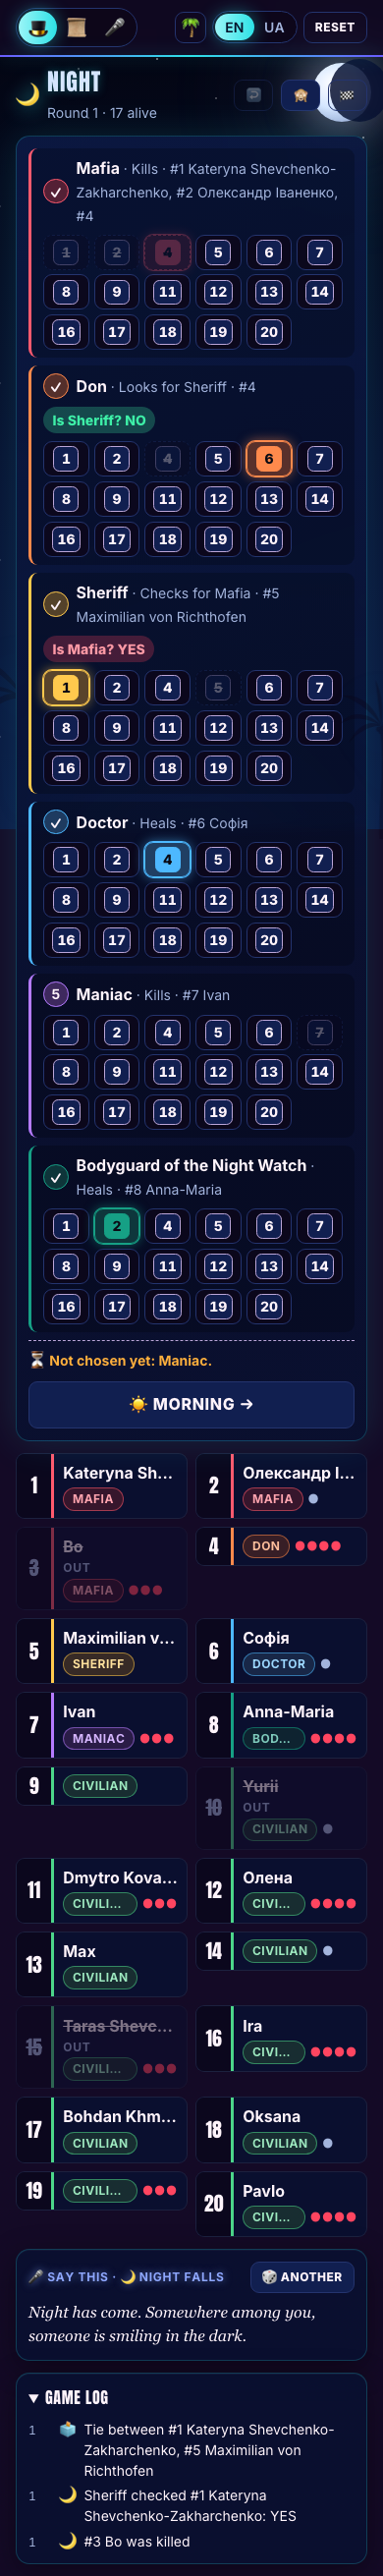 EN UA RESET
NIGHT
Round 1 · 17 alive
Mafia · Kills · #1 Kateryna Shevchenko-
Zakharchenko, #2 Олександр Іваненко,
#4
1 2 4 5 6 7
8 9 11 12 13 14
16 17 18 19 20
Don · Looks for Sheriff · #4
Is Sheriff? NO
1 2 4 5 6 7
8 9 11 12 13 14
16 17 18 19 20
Sheriff · Checks for Mafia · #5
Maximilian von Richthofen
Is Mafia? YES
1 2 4 5 6 7
8 9 11 12 13 14
16 17 18 19 20
Doctor · Heals · #6 Софія
1 2 4 5 6 7
8 9 11 12 13 14
16 17 18 19 20
5 Maniac · Kills · #7 Ivan
1 2 4 5 6 7
8 9 11 12 13 14
16 17 18 19 20
Bodyguard of the Night Watch ·
Heals · #8 Anna-Maria
1 2 4 5 6 7
8 9 11 12 13 14
16 17 18 19 20
Not chosen yet: Maniac.
MORNING →
1 Kateryna Sh...
MAFIA
2 Олександр І...
MAFIA
3 Bo
OUT
MAFIA
4 DON
5 Maximilian v...
SHERIFF
6 Софія
DOCTOR
7 Ivan
MANIAC
8 Anna-Maria
BOD...
9 CIVILIAN
10 Yurii
OUT
CIVILIAN
11 Dmytro Kova...
CIVILI...
12 Олена
CIVI...
13 Max
CIVILIAN
14 CIVILIAN
15 Taras Shevc...
OUT
CIVILI...
16 Ira
CIVI...
17 Bohdan Khm...
CIVILIAN
18 Oksana
CIVILIAN
19 CIVILI...
20 Pavlo
CIVI...
SAY THIS · NIGHT FALLS
ANOTHER
Night has come. Somewhere among you,
someone is smiling in the dark.
GAME LOG
1 Tie between #1 Kateryna Shevchenko-
Zakharchenko, #5 Maximilian von
Richthofen
1 Sheriff checked #1 Kateryna
Shevchenko-Zakharchenko: YES
1 #3 Bo was killed